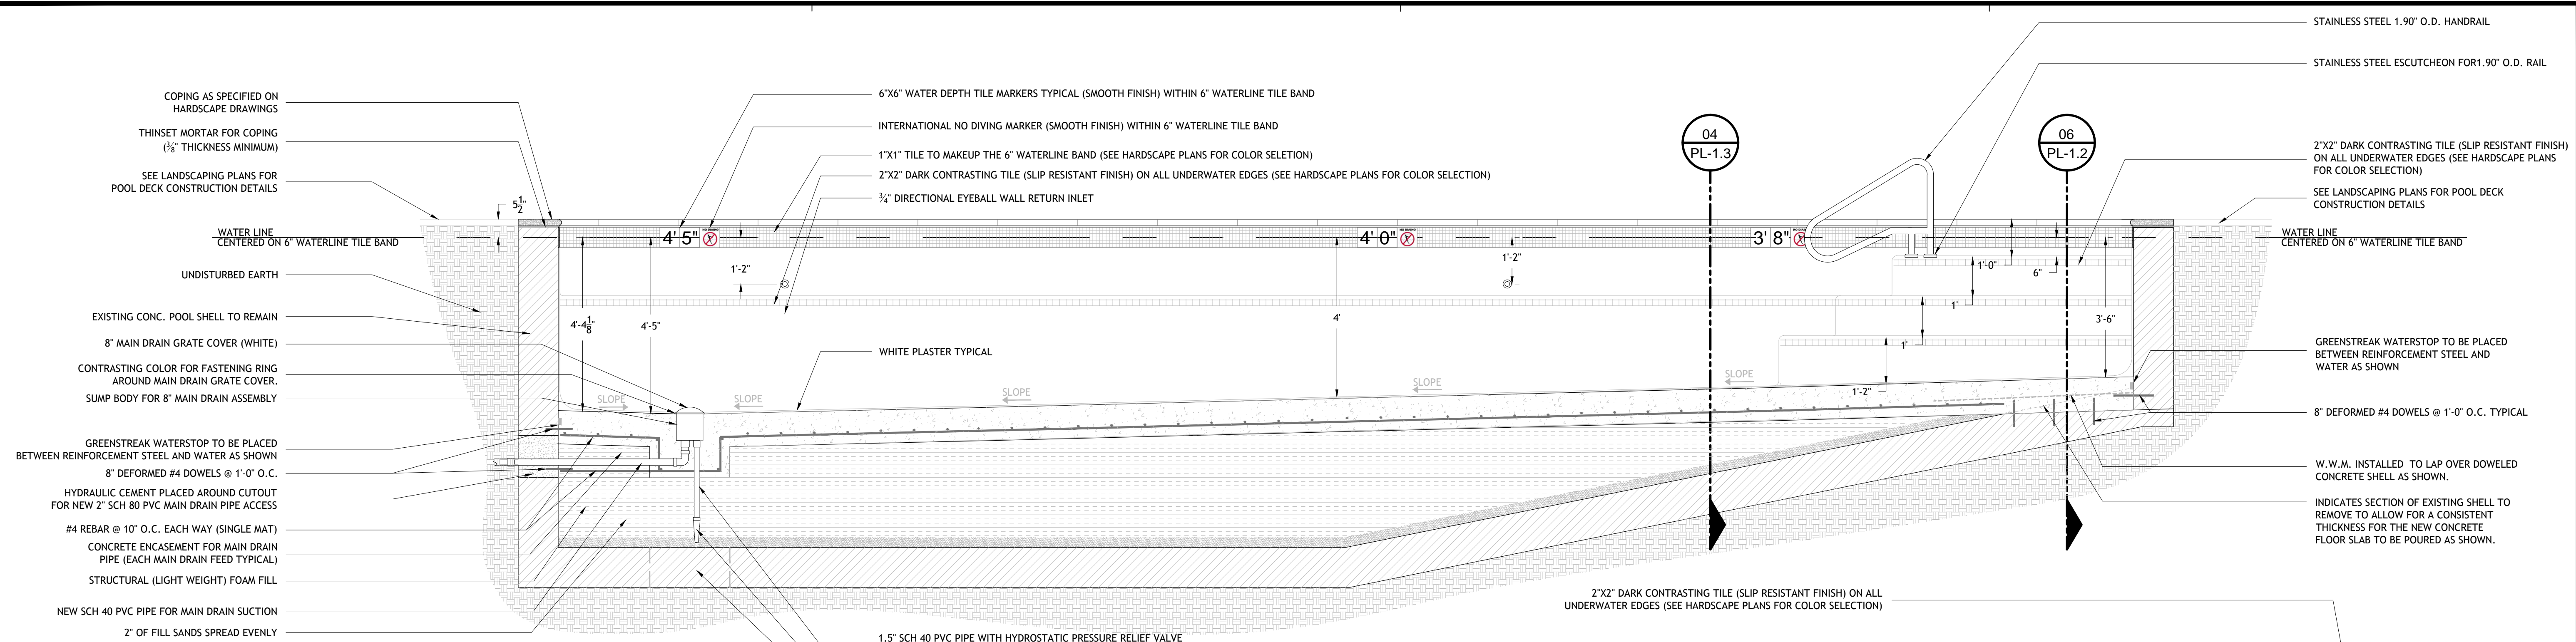 COPING AS SPECIFIED ON
HARDSCAPE DRAWINGS
THINSET MORTAR FOR COPING
(⅜" THICKNESS MINIMUM)
SEE LANDSCAPING PLANS FOR
POOL DECK CONSTRUCTION DETAILS
WATER LINE
CENTERED ON 6" WATERLINE TILE BAND
UNDISTURBED EARTH
EXISTING CONC. POOL SHELL TO REMAIN
8" MAIN DRAIN GRATE COVER (WHITE)
CONTRASTING COLOR FOR FASTENING RING
AROUND MAIN DRAIN GRATE COVER.
SUMP BODY FOR 8" MAIN DRAIN ASSEMBLY
GREENSTREAK WATERSTOP TO BE PLACED
BETWEEN REINFORCEMENT STEEL AND WATER AS SHOWN
8" DEFORMED #4 DOWELS @ 1'-0" O.C.
HYDRAULIC CEMENT PLACED AROUND CUTOUT
FOR NEW 2" SCH 80 PVC MAIN DRAIN PIPE ACCESS
#4 REBAR @ 10" O.C. EACH WAY (SINGLE MAT)
CONCRETE ENCASEMENT FOR MAIN DRAIN
PIPE (EACH MAIN DRAIN FEED TYPICAL)
STRUCTURAL (LIGHT WEIGHT) FOAM FILL
NEW SCH 40 PVC PIPE FOR MAIN DRAIN SUCTION
2" OF FILL SANDS SPREAD EVENLY
6"X6" WATER DEPTH TILE MARKERS TYPICAL (SMOOTH FINISH) WITHIN 6" WATERLINE TILE BAND
INTERNATIONAL NO DIVING MARKER (SMOOTH FINISH) WITHIN 6" WATERLINE TILE BAND
1"X1" TILE TO MAKEUP THE 6" WATERLINE BAND (SEE HARDSCAPE PLANS FOR COLOR SELETION)
2"X2" DARK CONTRASTING TILE (SLIP RESISTANT FINISH) ON ALL UNDERWATER EDGES (SEE HARDSCAPE PLANS FOR COLOR SELECTION)
¾" DIRECTIONAL EYEBALL WALL RETURN INLET
5½"
4' 5"
4' 0"
3' 8"
1'-2"
1'-2"
4'-4⅛"
4'-5"
4'
1'-0"
6"
1'
1'
1'-2"
3'-6"
WHITE PLASTER TYPICAL
SLOPE
SLOPE
SLOPE
SLOPE
SLOPE
04
PL-1.3
06
PL-1.2
STAINLESS STEEL 1.90" O.D. HANDRAIL
STAINLESS STEEL ESCUTCHEON FOR1.90" O.D. RAIL
2"X2" DARK CONTRASTING TILE (SLIP RESISTANT FINISH)
ON ALL UNDERWATER EDGES (SEE HARDSCAPE PLANS
FOR COLOR SELECTION)
SEE LANDSCAPING PLANS FOR POOL DECK
CONSTRUCTION DETAILS
WATER LINE
CENTERED ON 6" WATERLINE TILE BAND
GREENSTREAK WATERSTOP TO BE PLACED
BETWEEN REINFORCEMENT STEEL AND
WATER AS SHOWN
8" DEFORMED #4 DOWELS @ 1'-0" O.C. TYPICAL
W.W.M. INSTALLED TO LAP OVER DOWELED
CONCRETE SHELL AS SHOWN.
INDICATES SECTION OF EXISTING SHELL TO
REMOVE TO ALLOW FOR A CONSISTENT
THICKNESS FOR THE NEW CONCRETE
FLOOR SLAB TO BE POURED AS SHOWN.
2"X2" DARK CONTRASTING TILE (SLIP RESISTANT FINISH) ON ALL
UNDERWATER EDGES (SEE HARDSCAPE PLANS FOR COLOR SELECTION)
1.5" SCH 40 PVC PIPE WITH HYDROSTATIC PRESSURE RELIEF VALVE